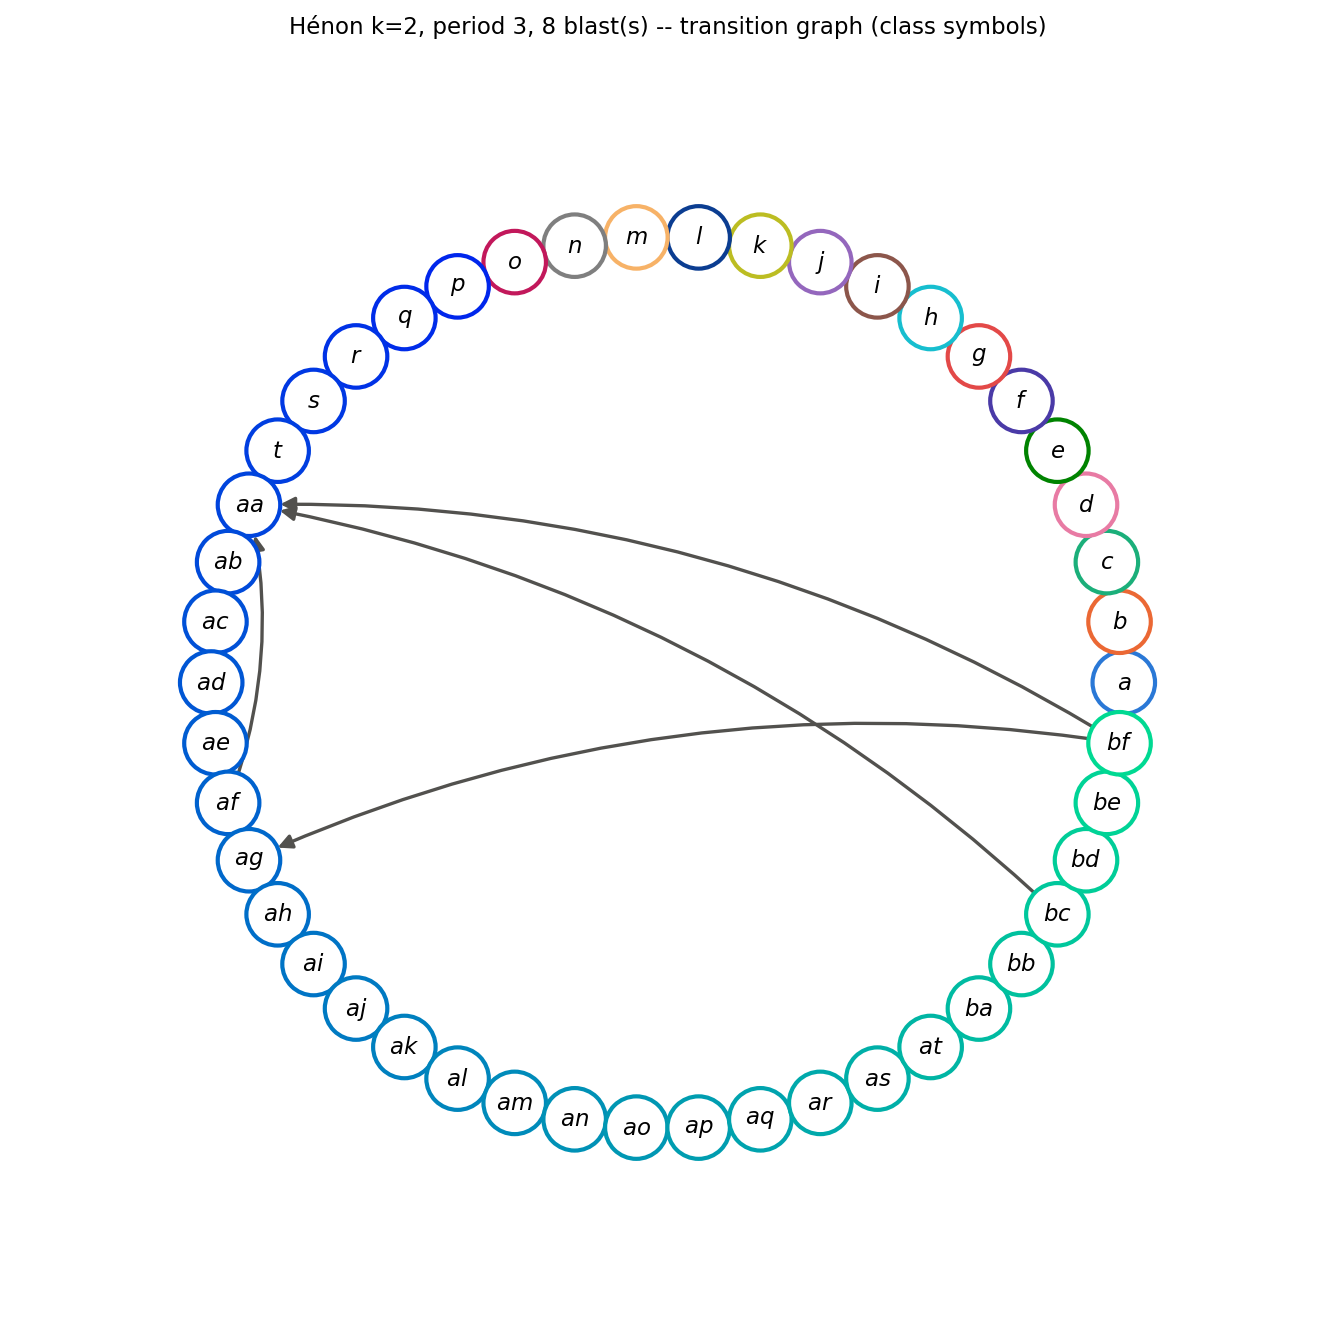 Hénon k=2, period 3, 8 blast(s) -- transition graph (class symbols)
m l
n k
o j
p i
q h
r g
s f
t e
aa d
ab c
ac b
ad a
ae bf
af be
ag bd
ah bc
ai bb
aj ba
ak at
al as
am ar
an aq
ao ap